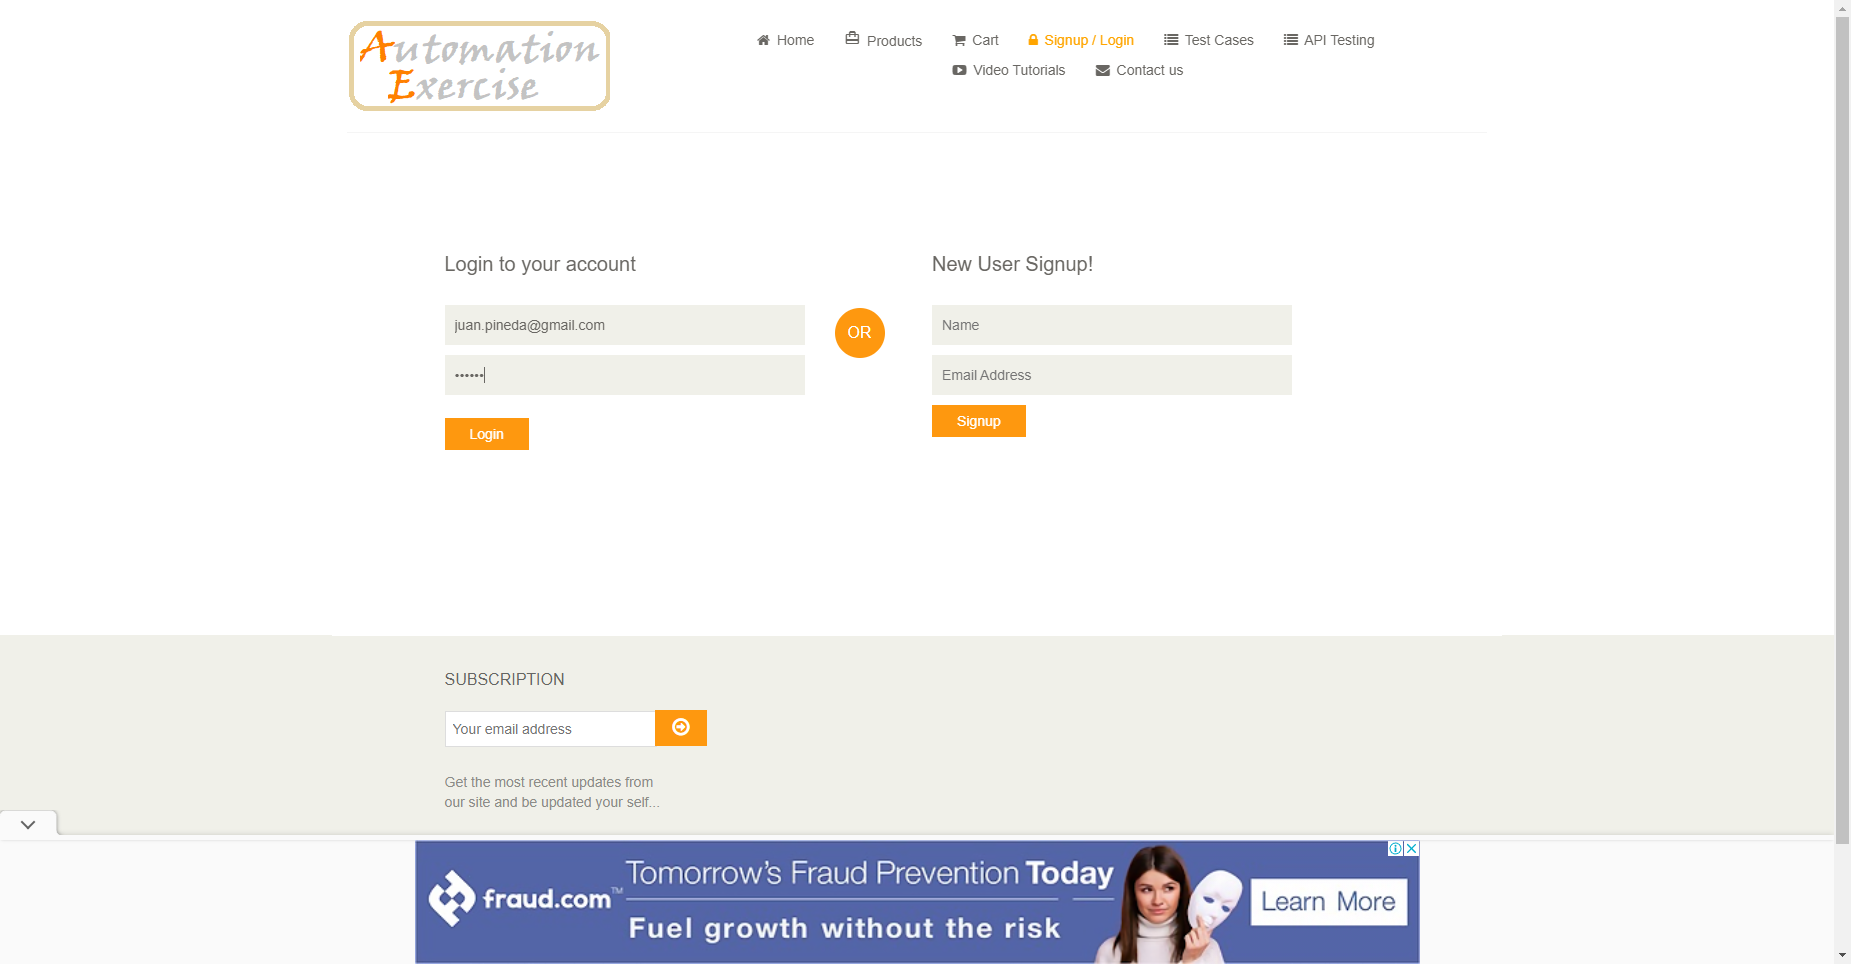 Automation
Exercise
Home
Products
Cart
Signup / Login
Test Cases
API Testing
Video Tutorials
Contact us
Login to your account
New User Signup!
juan.pineda@gmail.com
OR
Name
••••••
Email Address
Login
Signup
SUBSCRIPTION
Your email address
Get the most recent updates from
our site and be updated your self...
fraud.com™
Tomorrow's Fraud Prevention Today
Fuel growth without the risk
Learn More